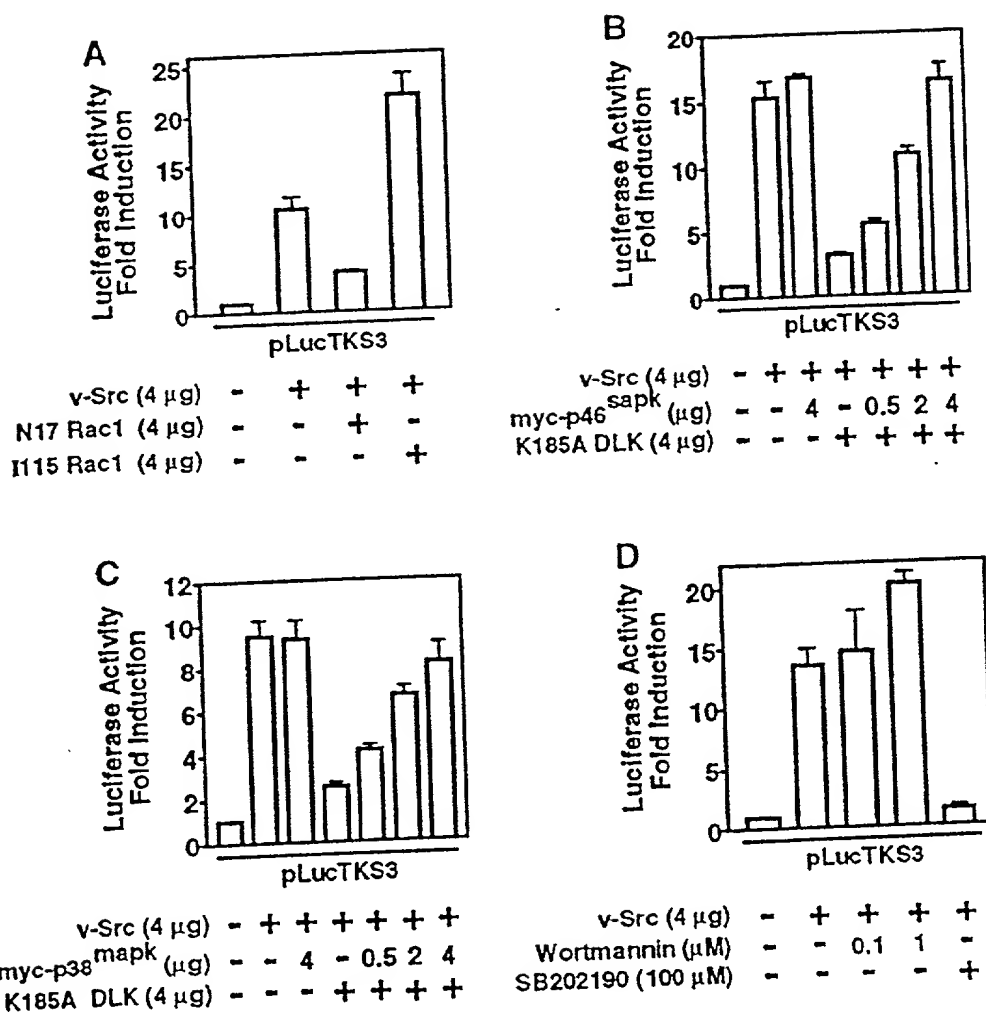 A
Luciferase Activity
Fold Induction
25
20
15
10
5
0
pLucTKS3
v-Src (4 μg) - + + +
N17 Rac1 (4 μg) - - + -
I115 Rac1 (4 μg) - - - +
B
Luciferase Activity
Fold Induction
20
15
10
5
0
pLucTKS3
v-Src (4 μg) - + + + + + +
myc-p46sapk (μg) - - 4 - 0.5 2 4
K185A DLK (4 μg) - - - + + + +
C
Luciferase Activity
Fold Induction
12
10
8
6
4
2
0
pLucTKS3
v-Src (4 μg) - + + + + + +
myc-p38mapk (μg) - - 4 - 0.5 2 4
K185A DLK (4 μg) - - - + + + +
D
Luciferase Activity
Fold Induction
20
15
10
5
0
pLucTKS3
v-Src (4 μg) - + + + +
Wortmannin (μM) - - 0.1 1 -
SB202190 (100 μM) - - - - +